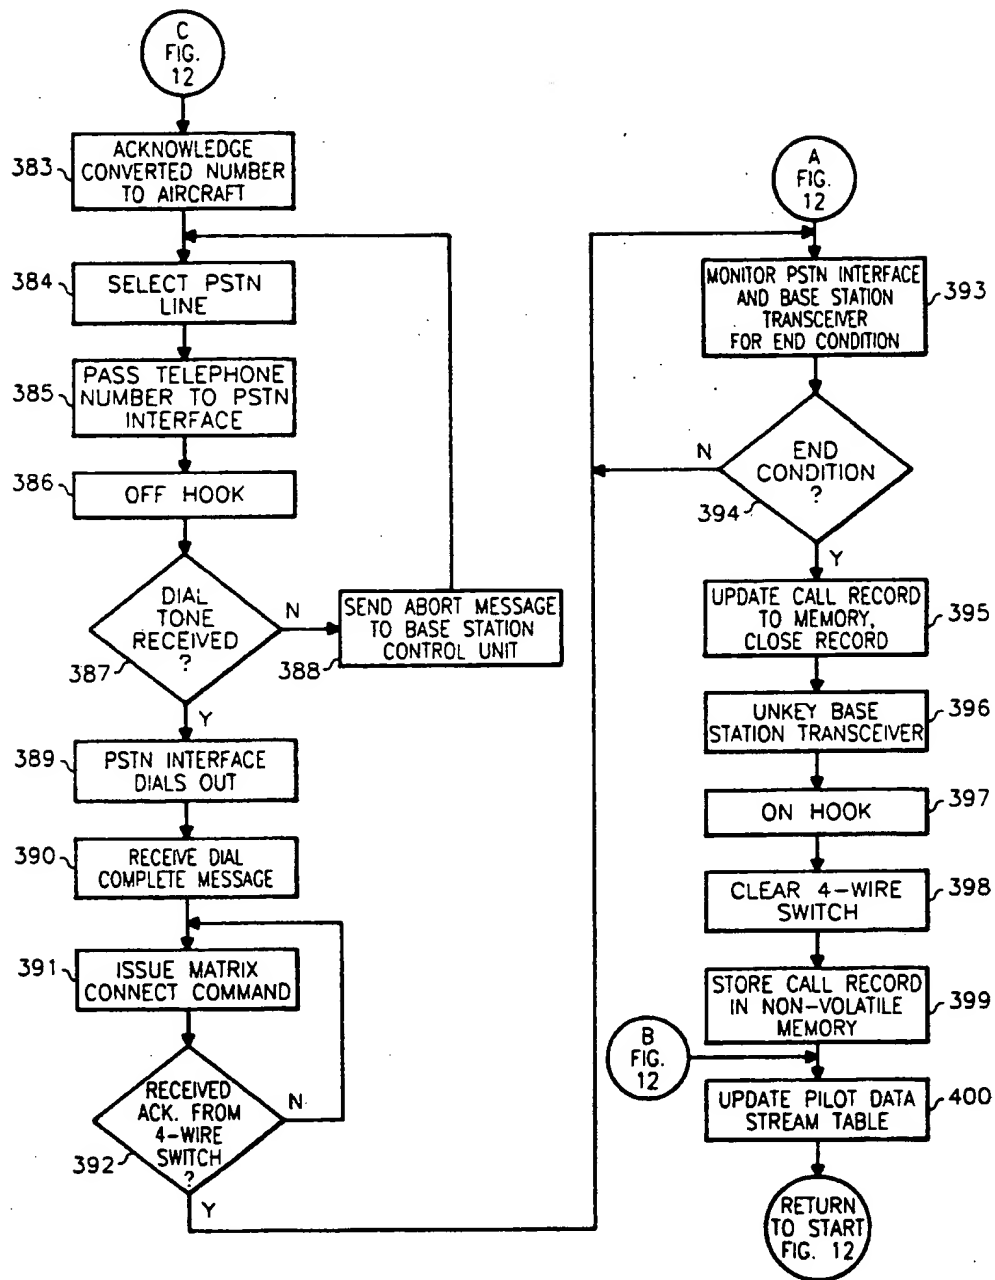 C
FIG.
12
383
ACKNOWLEDGE
CONVERTED NUMBER
TO AIRCRAFT
384
SELECT PSTN
LINE
385
PASS TELEPHONE
NUMBER TO PSTN
INTERFACE
386
OFF HOOK
DIAL
TONE
RECEIVED
?
387
N
Y
SEND ABORT MESSAGE
TO BASE STATION
CONTROL UNIT
388
389
PSTN INTERFACE
DIALS OUT
390
RECEIVE DIAL
COMPLETE MESSAGE
391
ISSUE MATRIX
CONNECT COMMAND
RECEIVED
ACK. FROM
4-WIRE
SWITCH
?
392
N
Y
A
FIG.
12
MONITOR PSTN INTERFACE
AND BASE STATION
TRANSCEIVER
FOR END CONDITION
393
END
CONDITION
?
394
N
Y
UPDATE CALL RECORD
TO MEMORY,
CLOSE RECORD
395
UNKEY BASE
STATION TRANSCEIVER
396
ON HOOK
397
CLEAR 4-WIRE
SWITCH
398
STORE CALL RECORD
IN NON-VOLATILE
MEMORY
399
B
FIG.
12
UPDATE PILOT DATA
STREAM TABLE
400
RETURN
TO START
FIG. 12